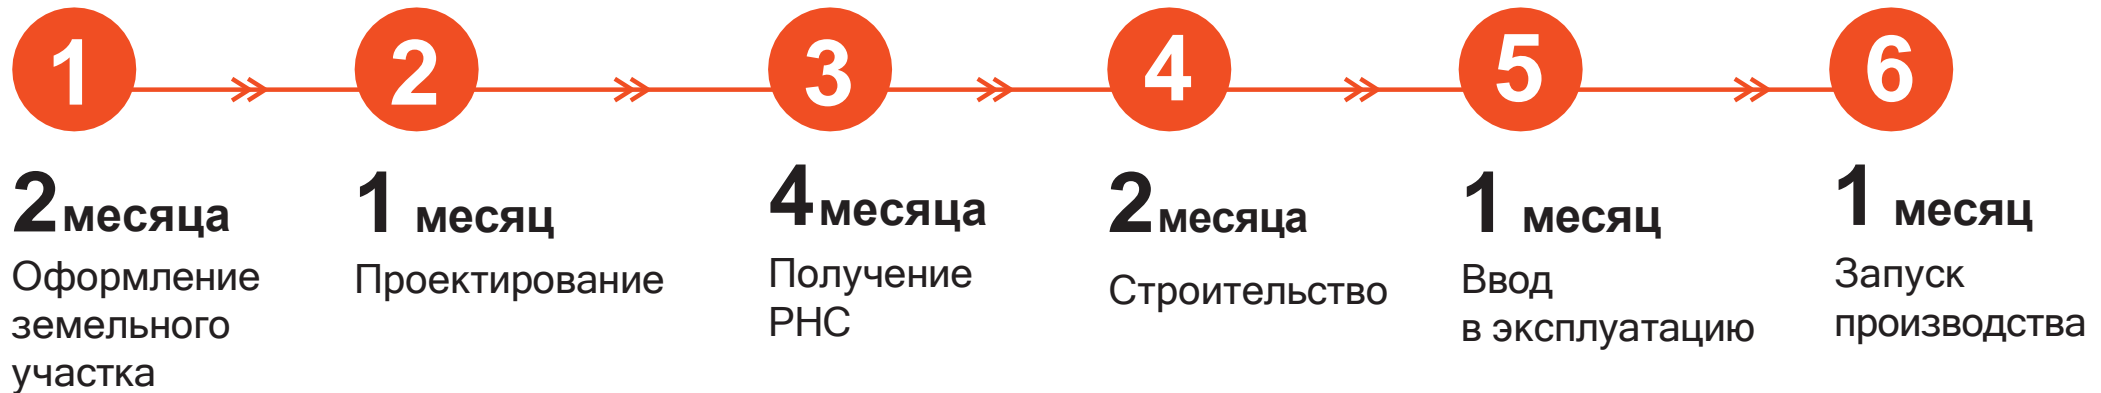 1
2
3
4
5
6
2 месяца
Оформление
земельного
участка
1 месяц
Проектирование
4 месяца
Получение
РНС
2 месяца
Строительство
1 месяц
Ввод
в эксплуатацию
1 месяц
Запуск
производства